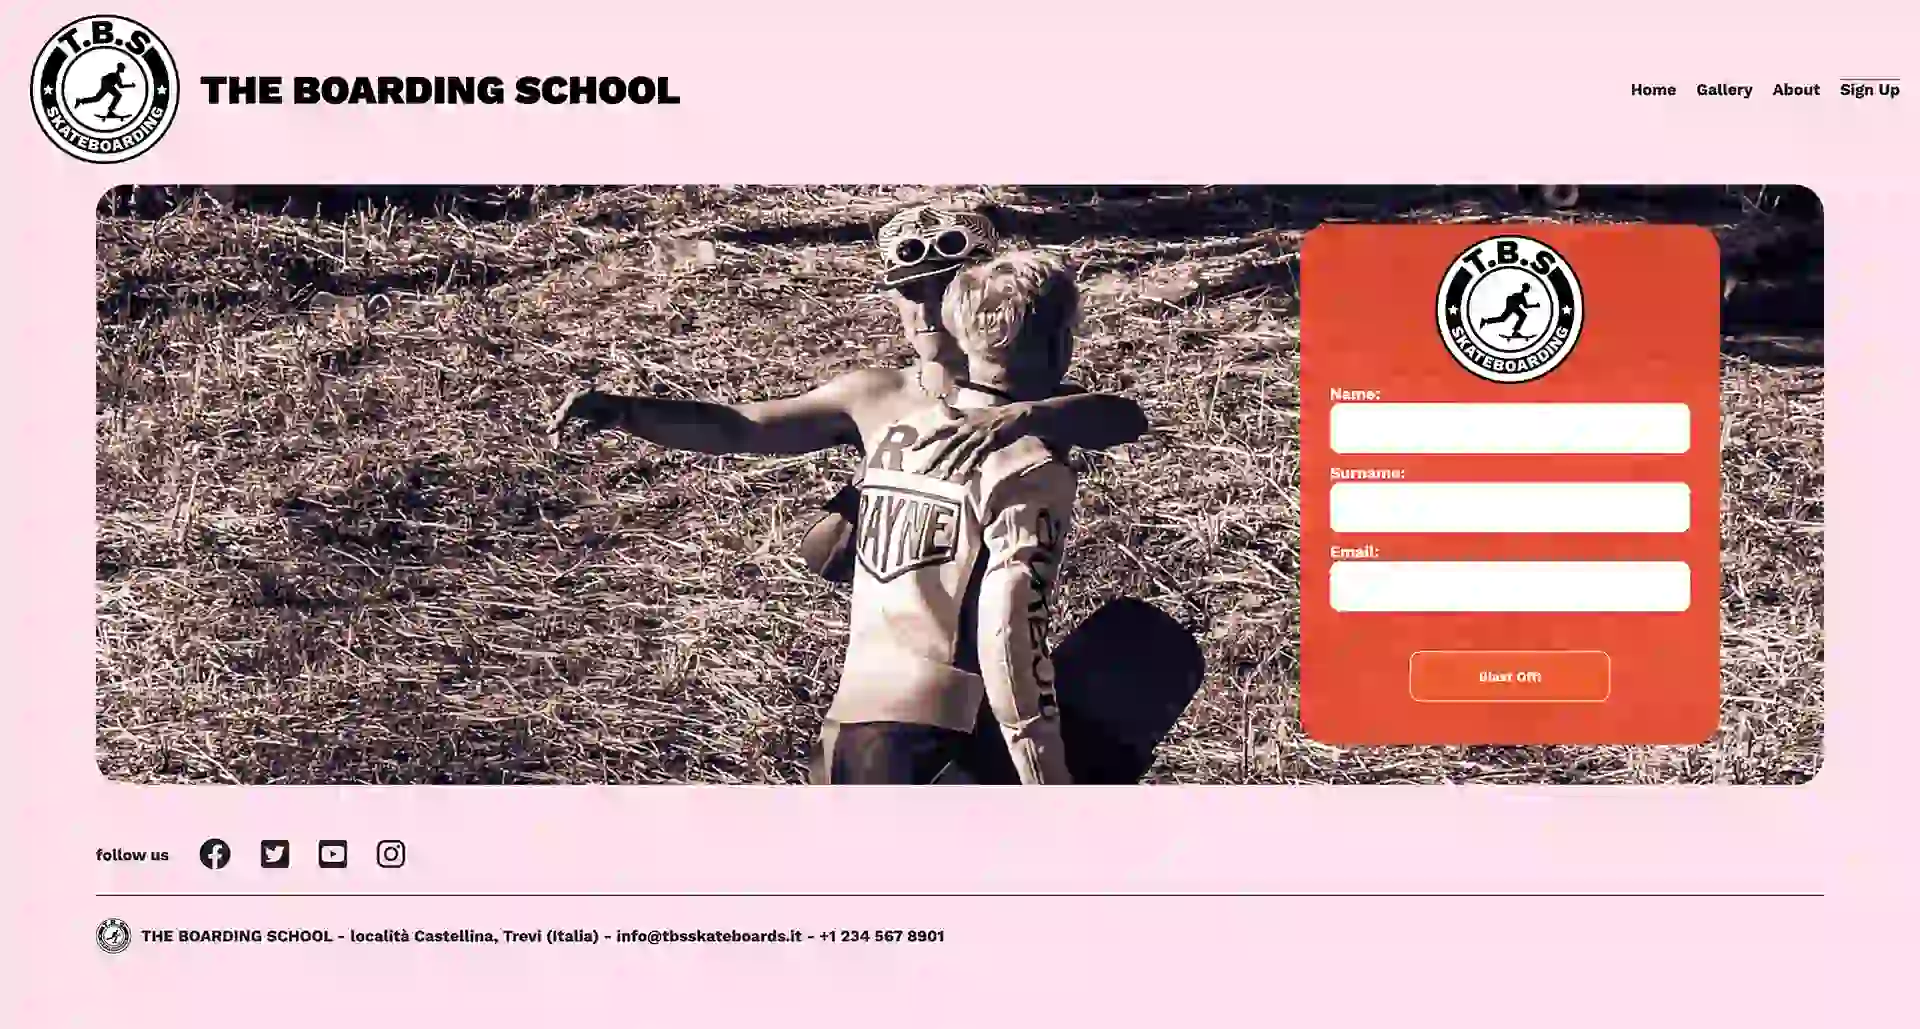 T.B.S
SKATEBOARDING
THE BOARDING SCHOOL
Home
Gallery
About
Sign Up
R
RAYNE
T.B.S
SKATEBOARDING
Name:
Surname:
Email:
Blast Off!
follow us
T.B.S
THE BOARDING SCHOOL - località Castellina, Trevi (Italia) - info@tbsskateboards.it - +1 234 567 8901